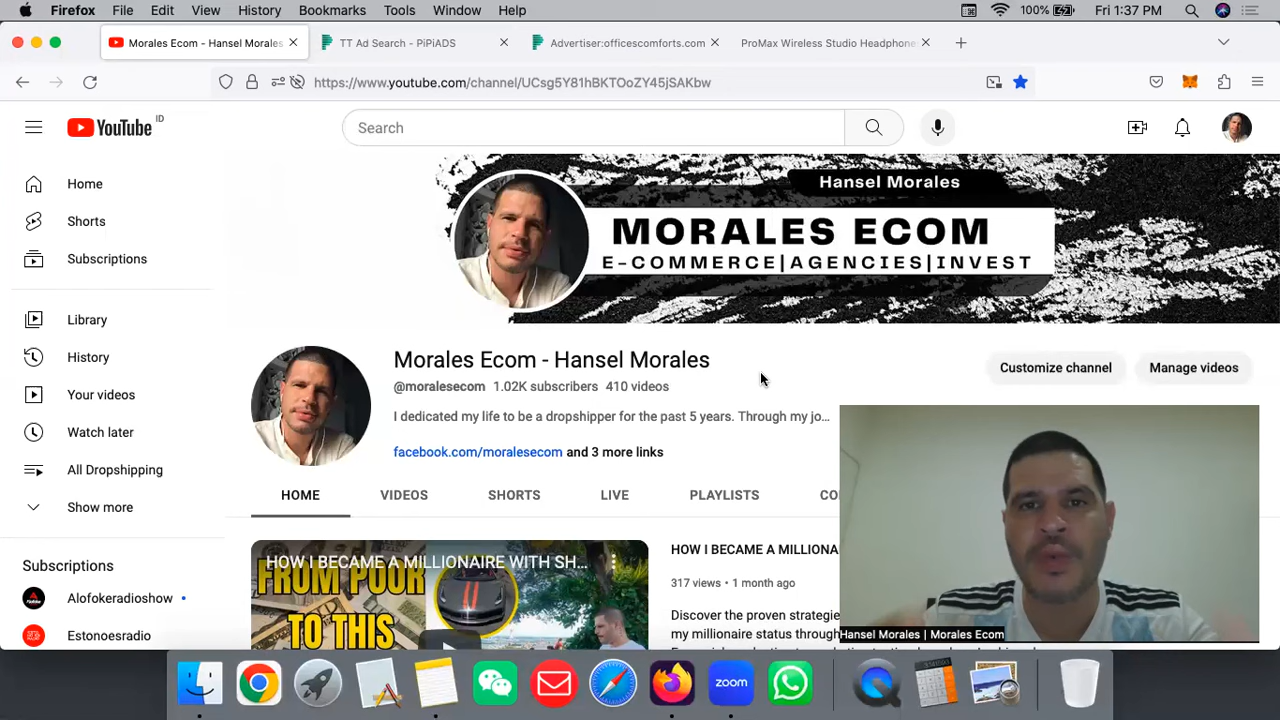 Firefox File Edit View History Bookmarks Tools Window Help 100% Fri 1:37 PM
Morales Ecom - Hansel Morales TT Ad Search - PiPiADS Advertiser:officescomforts.com ProMax Wireless Studio Headphone
https://www.youtube.com/channel/UCsg5Y81hBKTOoZY45jSAKbw
YouTube ID Search
Home
Shorts
Subscriptions
Library
History
Your videos
Watch later
All Dropshipping
Show more
Subscriptions
Alofokeradioshow
Estonoesradio
Hansel Morales
MORALES ECOM
E-COMMERCE|AGENCIES|INVEST
Morales Ecom - Hansel Morales
@moralesecom 1.02K subscribers 410 videos
I dedicated my life to be a dropshipper for the past 5 years. Through my jo...
facebook.com/moralesecom and 3 more links
Customize channel Manage videos
HOME VIDEOS SHORTS LIVE PLAYLISTS CO
HOW I BECAME A MILLIONAIRE WITH SH...
FROM POOR
TO THIS
HOW I BECAME A MILLIONA
317 views • 1 month ago
Discover the proven strategie
my millionaire status through
Hansel Morales | Morales Ecom
zoom